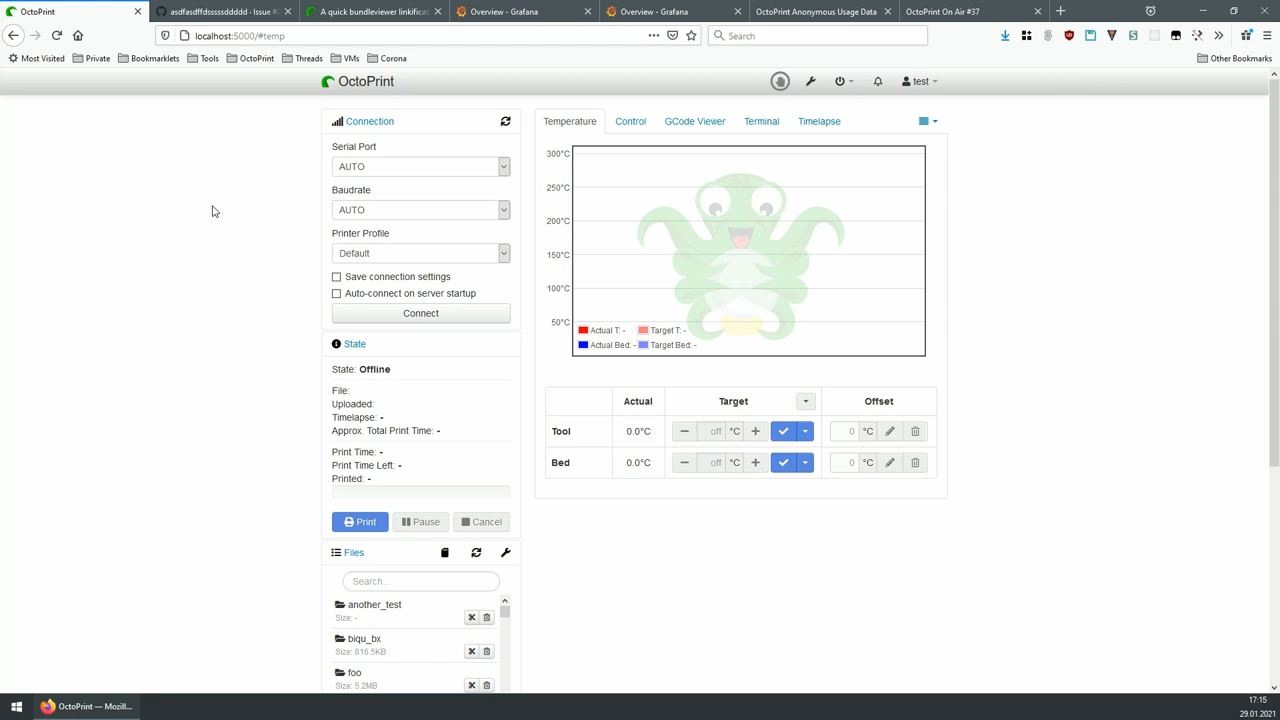 OctoPrint
asdfasdffdsssssddddd · Issue #
A quick bundleviewer linkificat
Overview - Grafana
Overview - Grafana
OctoPrint Anonymous Usage Data
OctoPrint On Air #37
localhost:5000/#temp
Search
Most Visited
Private
Bookmarklets
Tools
OctoPrint
Threads
VMs
Corona
Other Bookmarks
OctoPrint
test
Connection
Serial Port
AUTO
Baudrate
AUTO
Printer Profile
Default
Save connection settings
Auto-connect on server startup
Connect
State
State: Offline
File:
Uploaded:
Timelapse: -
Approx. Total Print Time: -
Print Time: -
Print Time Left: -
Printed: -
Print
Pause
Cancel
Files
Search...
another_test
Size: -
biqu_bx
Size: 816.5KB
foo
Size: 5.2MB
Temperature
Control
GCode Viewer
Terminal
Timelapse
300°C
250°C
200°C
150°C
100°C
50°C
Actual T: - Target T: -
Actual Bed: - Target Bed: -
Actual Target Offset
Tool 0.0°C off °C 0 °C
Bed 0.0°C off °C 0 °C
OctoPrint — Mozill...
17:15
29.01.2021